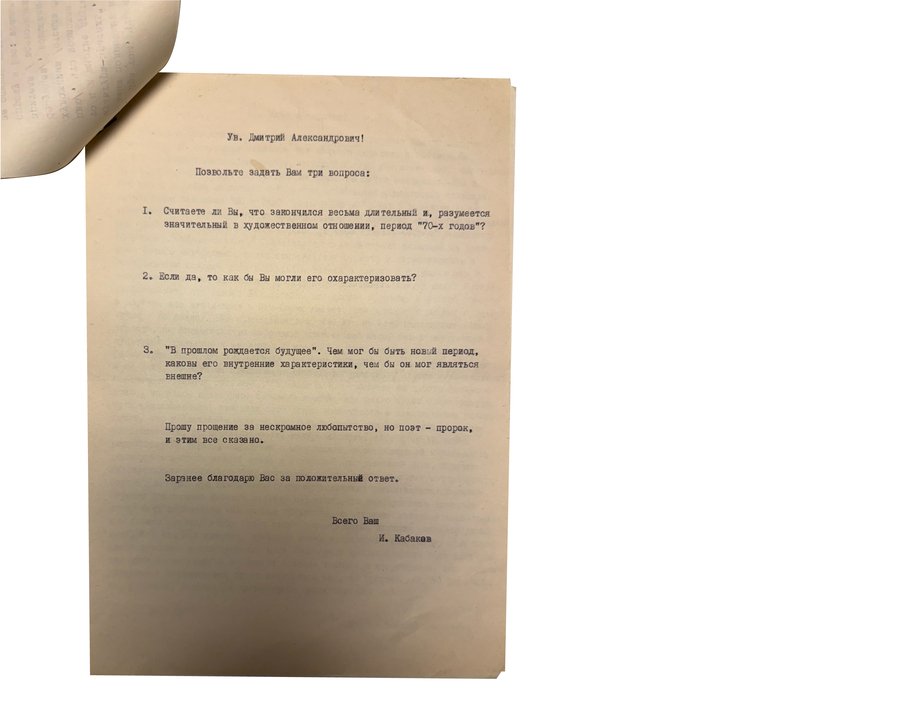 Ув. Дмитрий Александрович!
Позвольте задать Вам три вопроса:
I. Считаете ли Вы, что закончился весьма длительный и, разумеется
значительный в художественном отношении, период "70-х годов"?
2. Если да, то как бы Вы могли его охарактеризовать?
3. "В прошлом рождается будущее". Чем мог бы быть новый период,
каковы его внутренние характеристики, чем бы он мог являться
внешне?
Прошу прощение за нескромное любопытство, но поэт - пророк,
и этим все сказано.
Заранее благодарю Вас за положительный ответ.
Всего Ваш
И. Кабаков